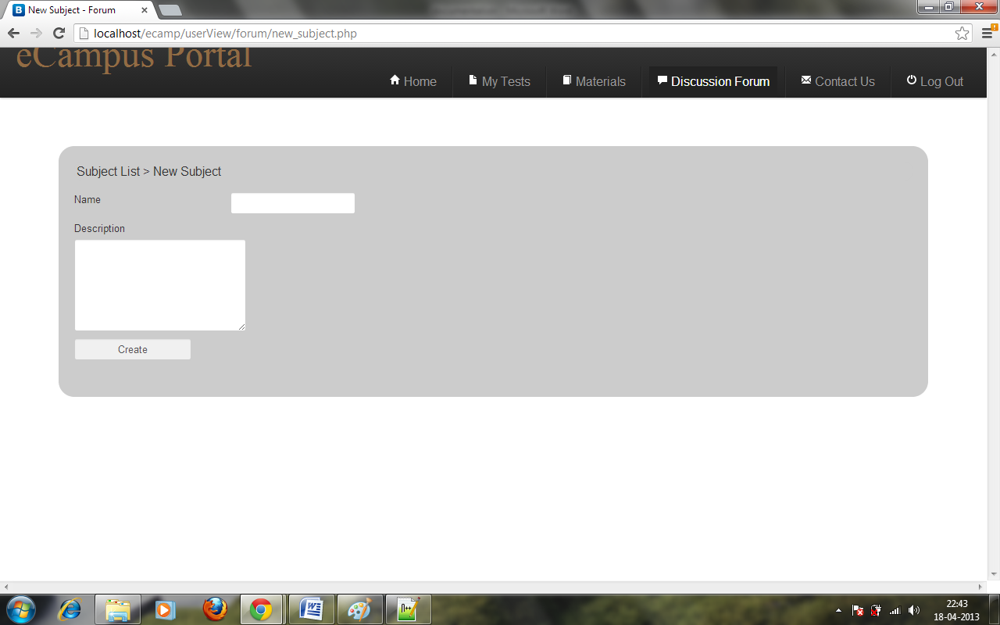 New Subject - Forum
localhost/ecamp/userView/forum/new_subject.php
eCampus Portal
Home My Tests Materials Discussion Forum Contact Us Log Out
Subject List > New Subject
Name
Description
Create
22:43
18-04-2013